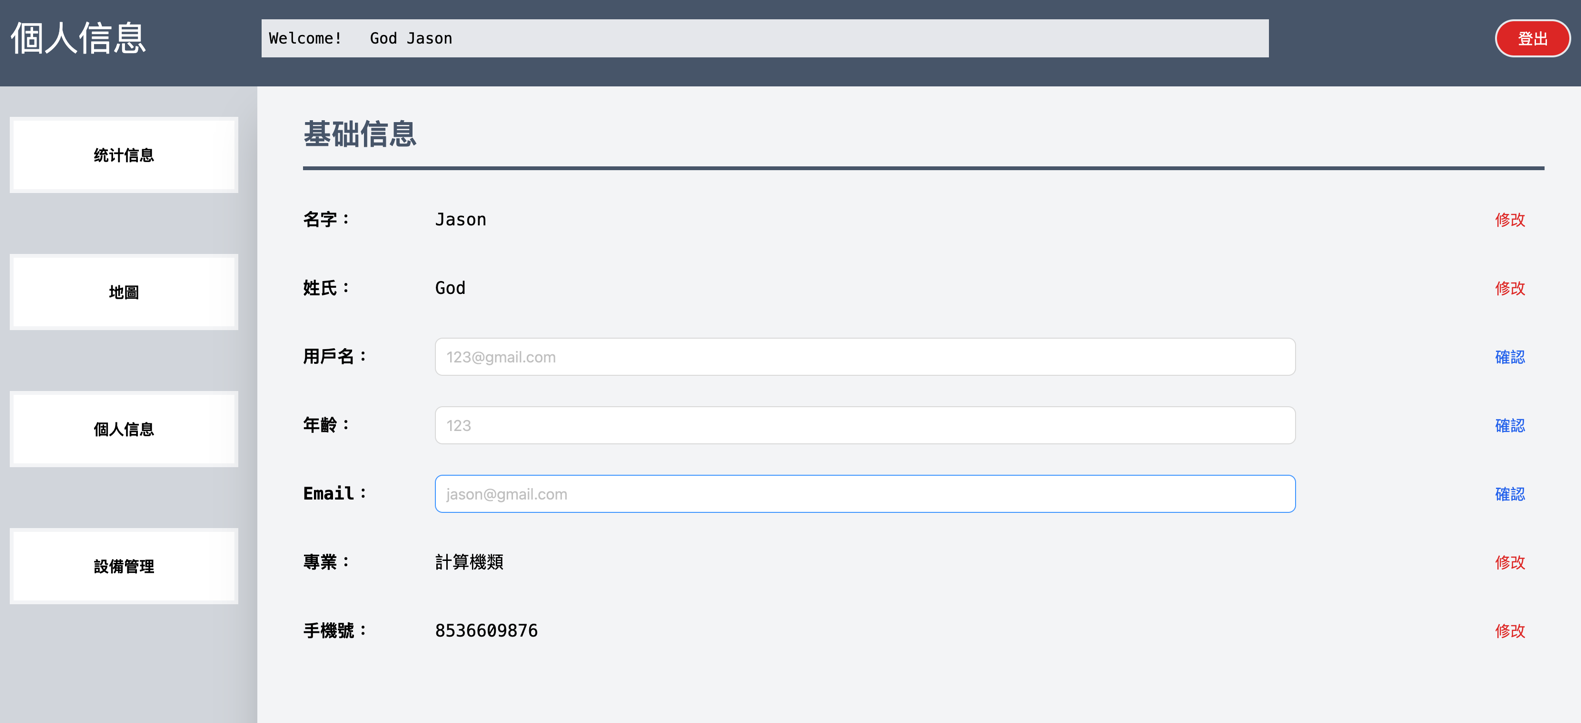 個人信息
Welcome! God Jason
登出
统计信息
地圖
個人信息
設備管理
基础信息
名字： Jason 修改
姓氏： God 修改
用戶名： 123@gmail.com 確認
年齡： 123 確認
Email： jason@gmail.com 確認
專業： 計算機類 修改
手機號： 8536609876 修改